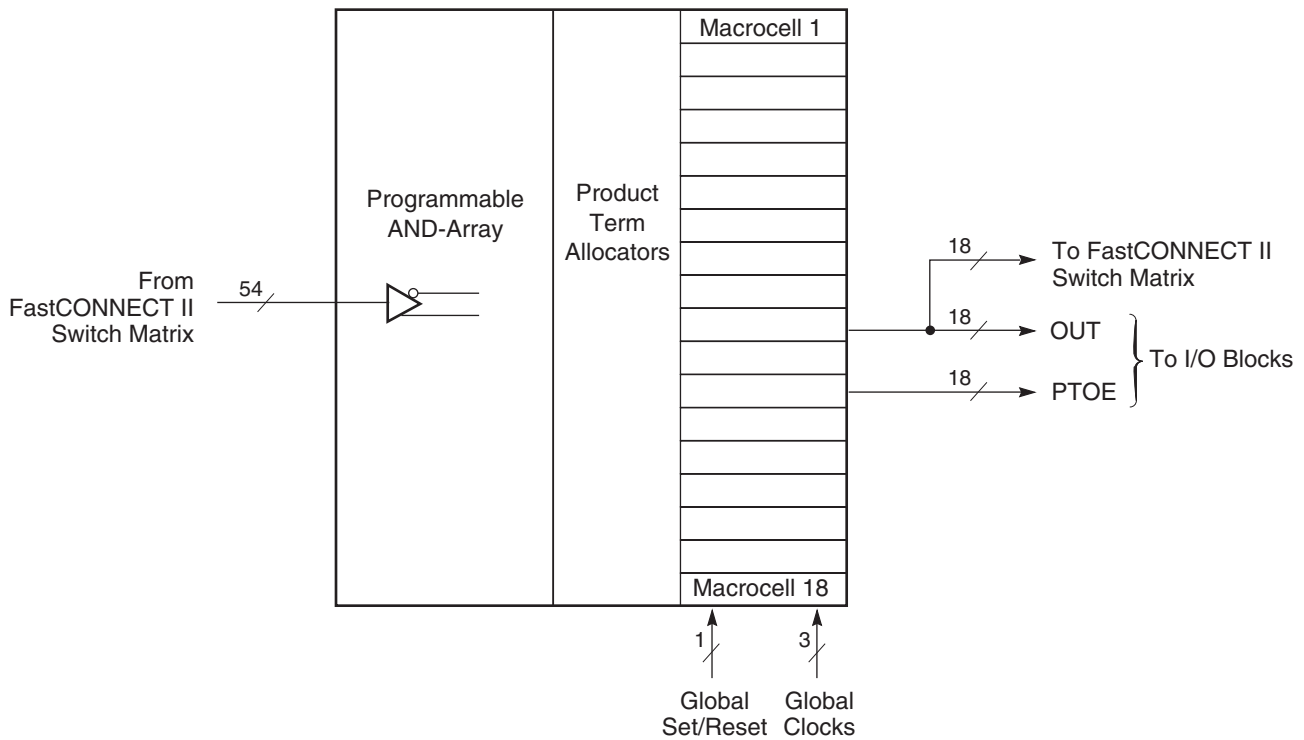 Macrocell 1
Programmable
AND-Array
Product
Term
Allocators
From
FastCONNECT II
Switch Matrix
54
18
To FastCONNECT II
Switch Matrix
18
OUT
To I/O Blocks
18
PTOE
Macrocell 18
1
3
Global
Set/Reset
Global
Clocks